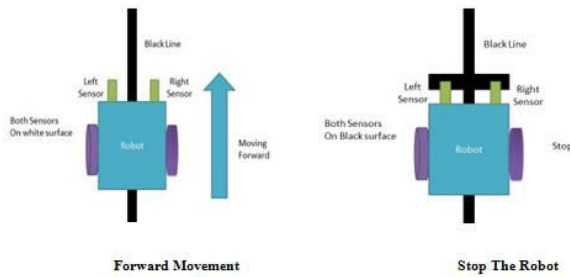 Black Line
Left
Sensor
Right
Sensor
Both Sensors
On white surface
Robot
Moving
Forward
Forward Movement
Black Line
Left
Sensor
Right
Sensor
Both Sensors
On Black surface
Robot
Stop
Stop The Robot